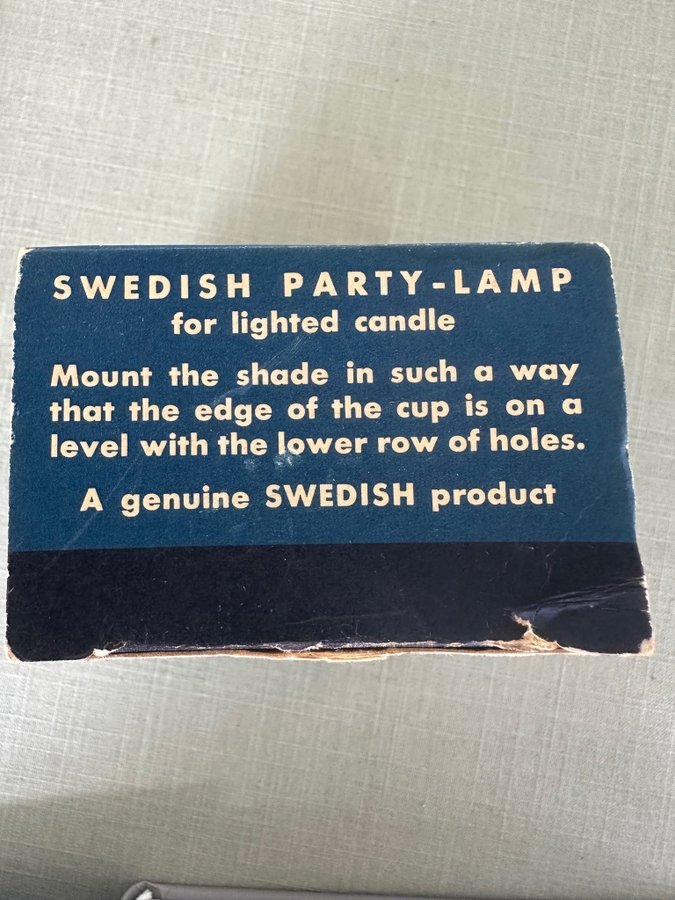 SWEDISH PARTY-LAMP
for lighted candle
Mount the shade in such a way
that the edge of the cup is on a
level with the lower row of holes.
A genuine SWEDISH product